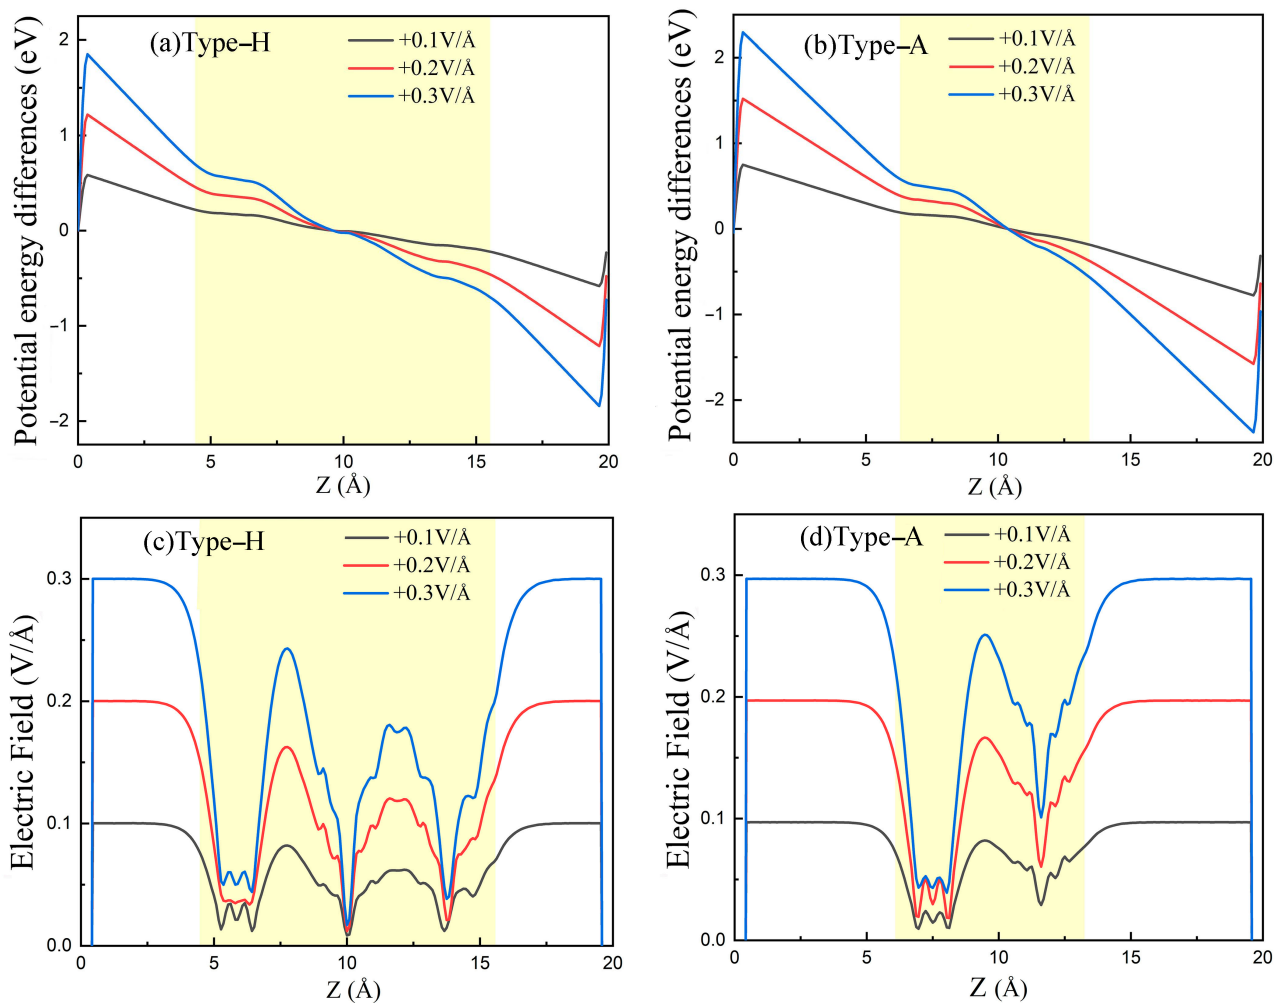 (a)Type–H
+0.1V/Å
+0.2V/Å
+0.3V/Å
Potential energy differences (eV)
2
1
0
−1
−2
0
5
10
15
20
Z (Å)
(b)Type–A
+0.1V/Å
+0.2V/Å
+0.3V/Å
Potential energy differences (eV)
2
1
0
−1
−2
0
5
10
15
20
Z (Å)
(c)Type–H
+0.1V/Å
+0.2V/Å
+0.3V/Å
Electric Field (V/Å)
0.3
0.2
0.1
0.0
0
5
10
15
20
Z (Å)
(d)Type–A
+0.1V/Å
+0.2V/Å
+0.3V/Å
Electric Field (V/Å)
0.3
0.2
0.1
0.0
0
5
10
15
20
Z (Å)